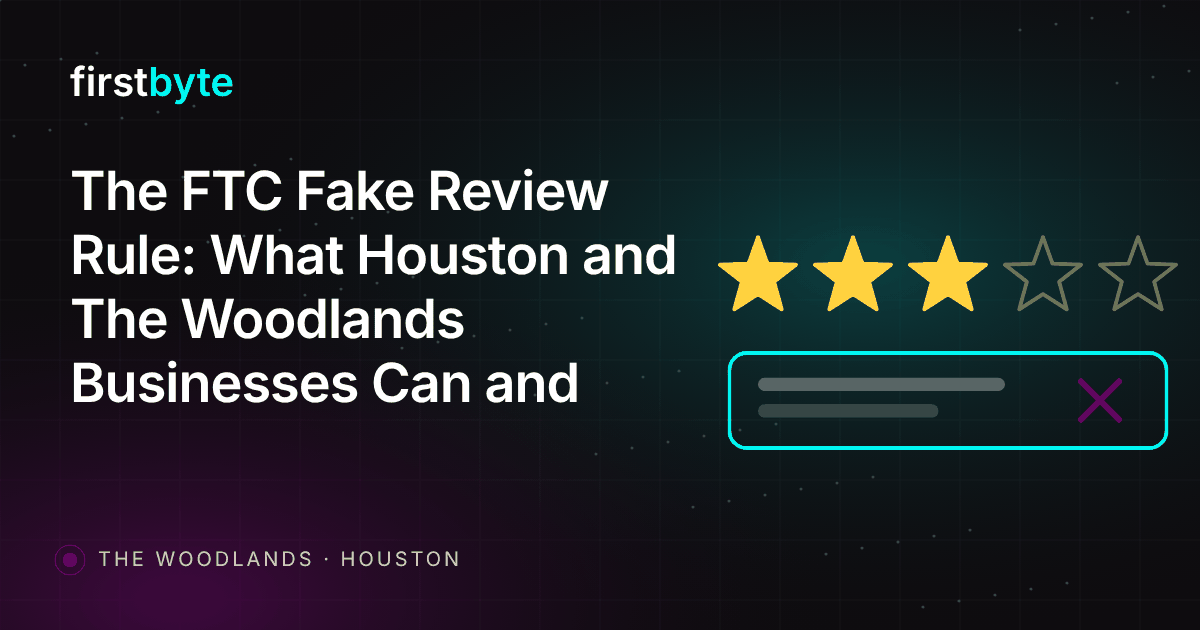 firstbyte
The FTC Fake Review
Rule: What Houston and
The Woodlands
Businesses Can and
THE WOODLANDS · HOUSTON